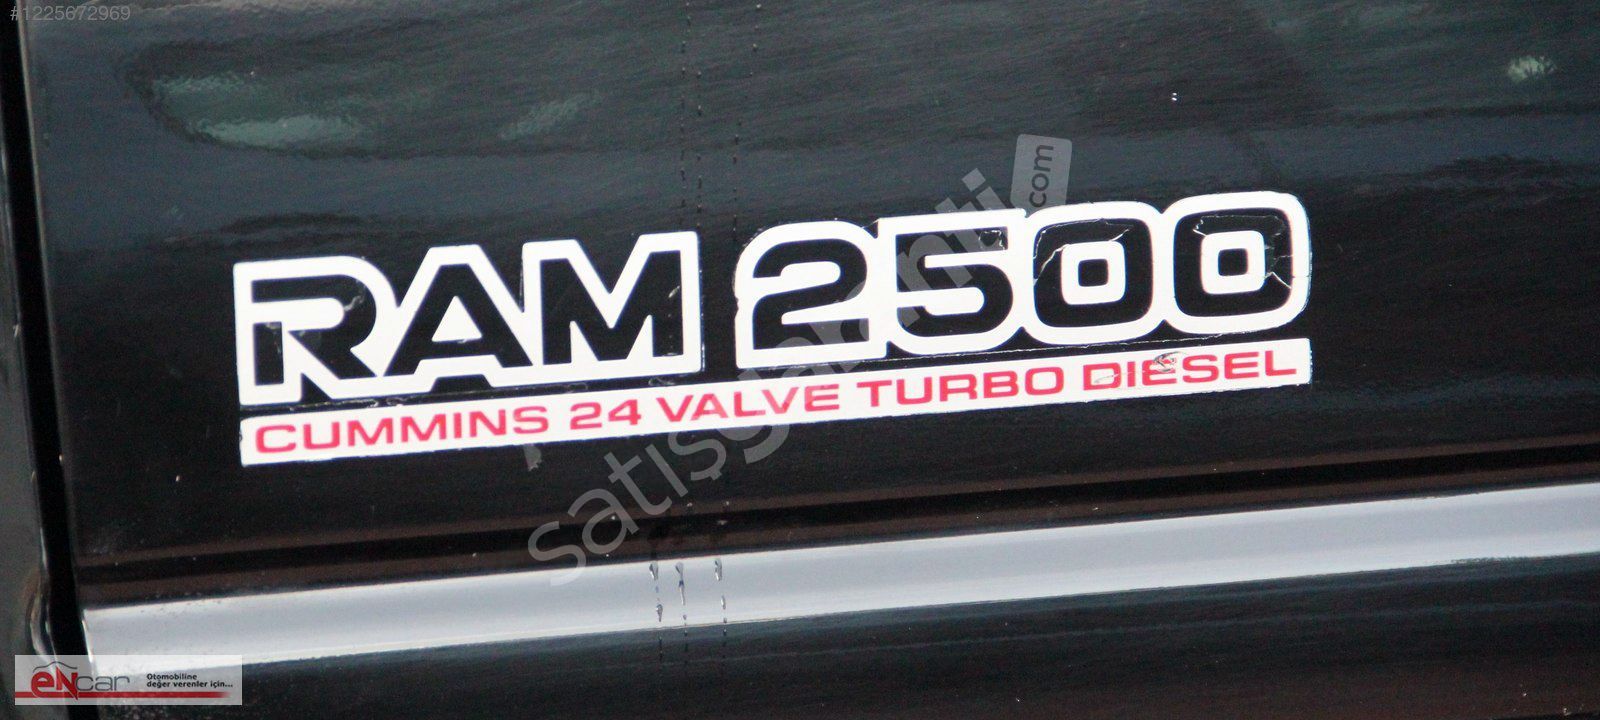 #1225672969
RAM 2500
CUMMINS 24 VALVE TURBO DIESEL
satışgaranti.com
eNcar
Otomobiline
değer verenler için...